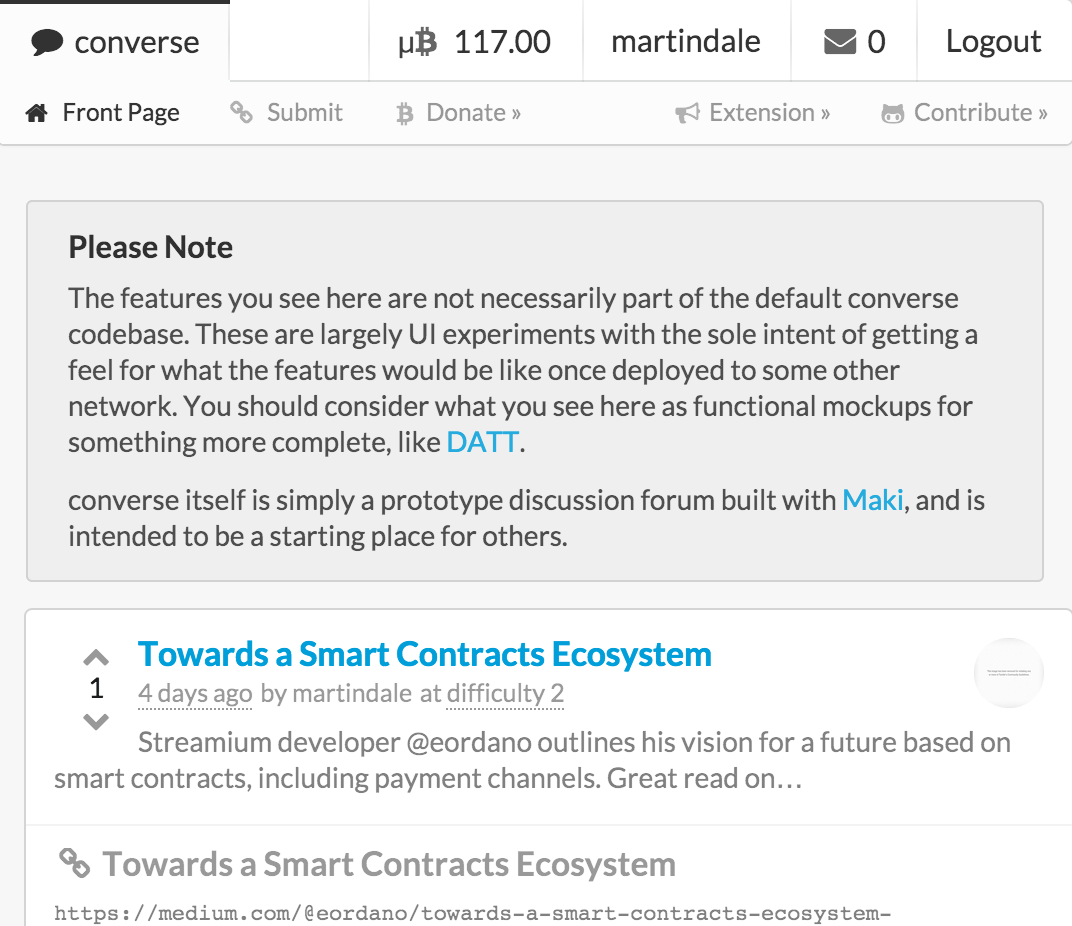 converse
µ฿ 117.00
martindale
0
Logout
Front Page
Submit
Donate »
Extension »
Contribute »
Please Note
The features you see here are not necessarily part of the default converse
codebase. These are largely UI experiments with the sole intent of getting a
feel for what the features would be like once deployed to some other
network. You should consider what you see here as functional mockups for
something more complete, like DATT.
converse itself is simply a prototype discussion forum built with Maki, and is
intended to be a starting place for others.
Towards a Smart Contracts Ecosystem
1
4 days ago by martindale at difficulty 2
Streamium developer @eordano outlines his vision for a future based on
smart contracts, including payment channels. Great read on…
Towards a Smart Contracts Ecosystem
https://medium.com/@eordano/towards-a-smart-contracts-ecosystem-